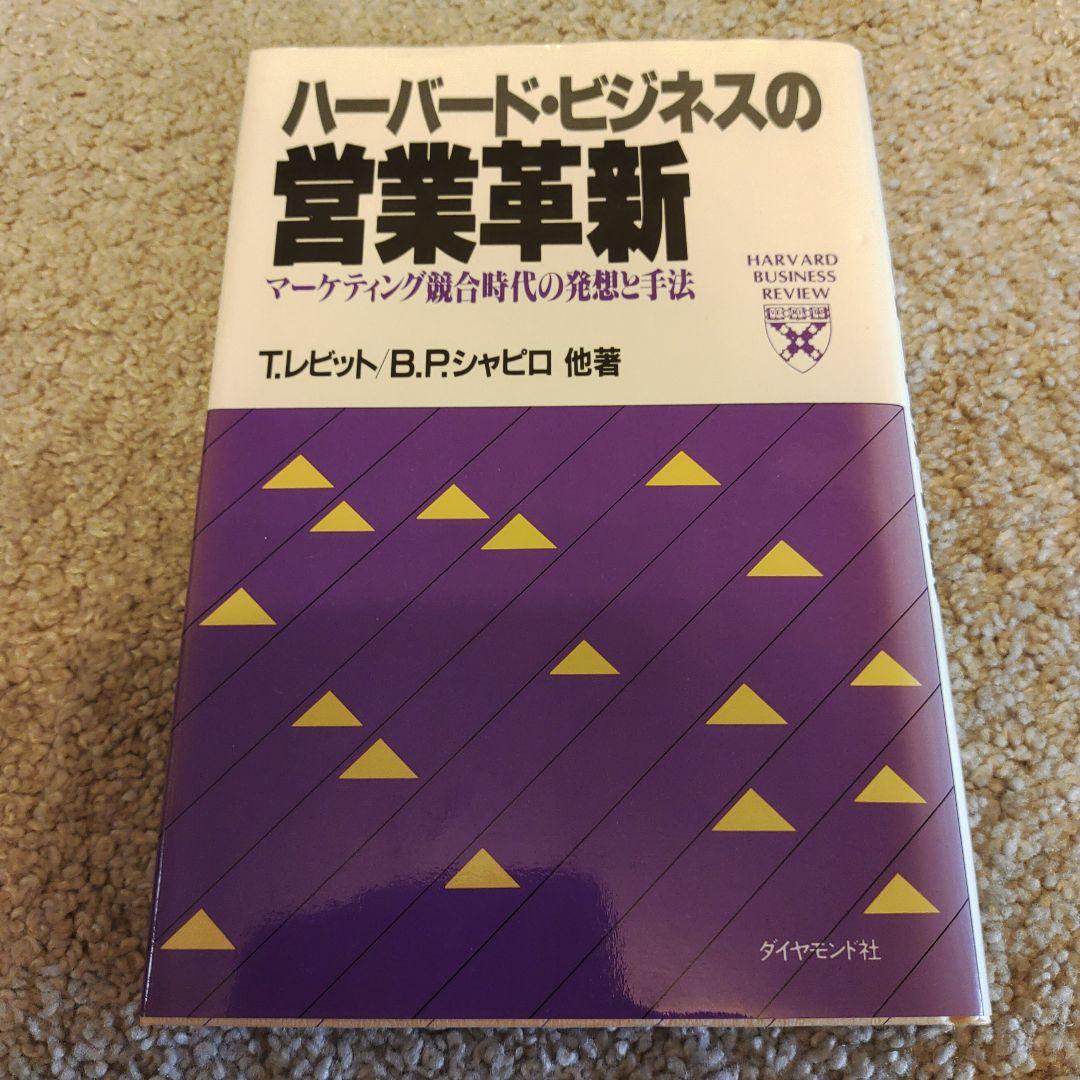 ハーバード・ビジネスの
営業革新
マーケティング競合時代の発想と手法
HARVARD
BUSINESS
REVIEW
T.レビット/B.P.シャピロ 他著
ダイヤモンド社